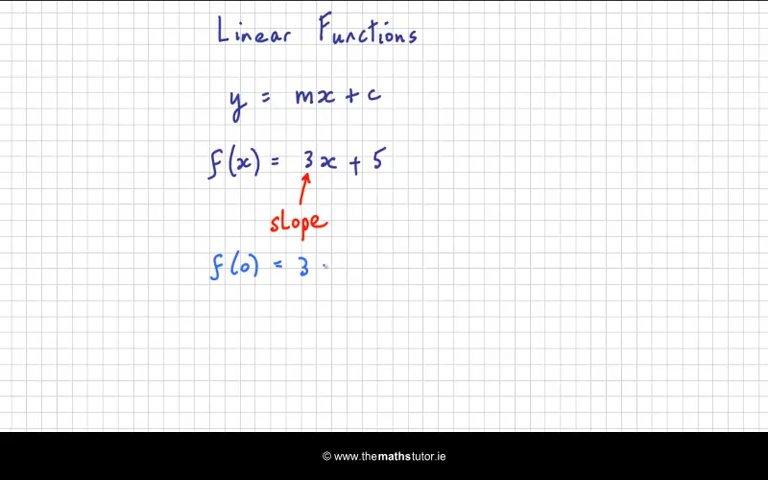 Linear Functions
y = mx + c
f(x) = 3x + 5
slope
f(0) = 3
© www.themathstutor.ie